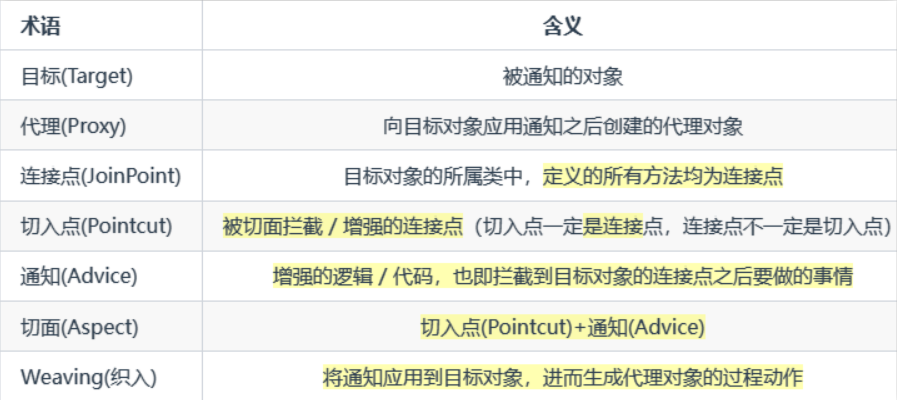 术语 含义
目标(Target) 被通知的对象
代理(Proxy) 向目标对象应用通知之后创建的代理对象
连接点(JoinPoint) 目标对象的所属类中，定义的所有方法均为连接点
切入点(Pointcut) 被切面拦截 / 增强的连接点（切入点一定是连接点，连接点不一定是切入点）
通知(Advice) 增强的逻辑 / 代码，也即拦截到目标对象的连接点之后要做的事情
切面(Aspect) 切入点(Pointcut)+通知(Advice)
Weaving(织入) 将通知应用到目标对象，进而生成代理对象的过程动作